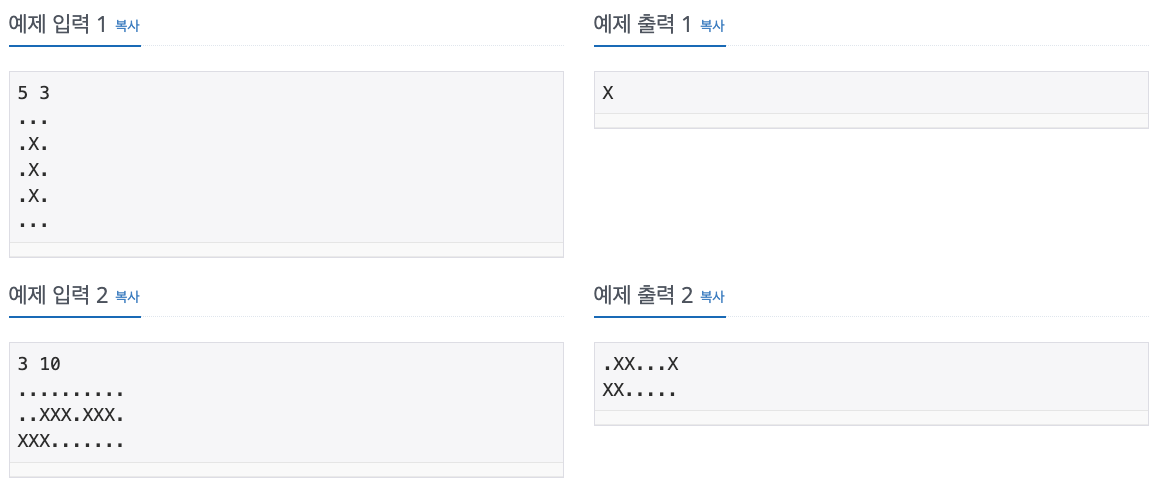 예제 입력 1 복사
5 3
...
.X.
.X.
.X.
...
예제 출력 1 복사
X
예제 입력 2 복사
3 10
..........
..XXX.XXX.
XXX.......
예제 출력 2 복사
.XX...X
XX.....